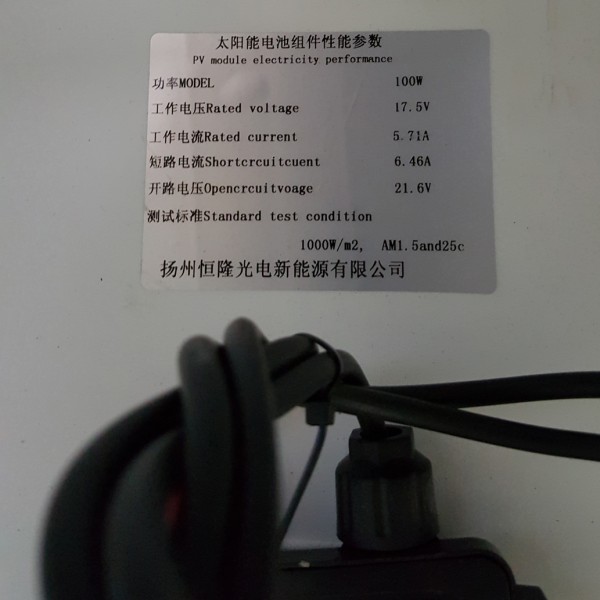 太阳能电池组件性能参数
PV module electricity performance
功率MODEL 100W
工作电压Rated voltage 17.5V
工作电流Rated current 5.71A
短路电流Shortcrcuitcuent 6.46A
开路电压Opencrcuitvoage 21.6V
测试标准Standard test condition
1000W/m2, AM1.5and25c
扬州恒隆光电新能源有限公司